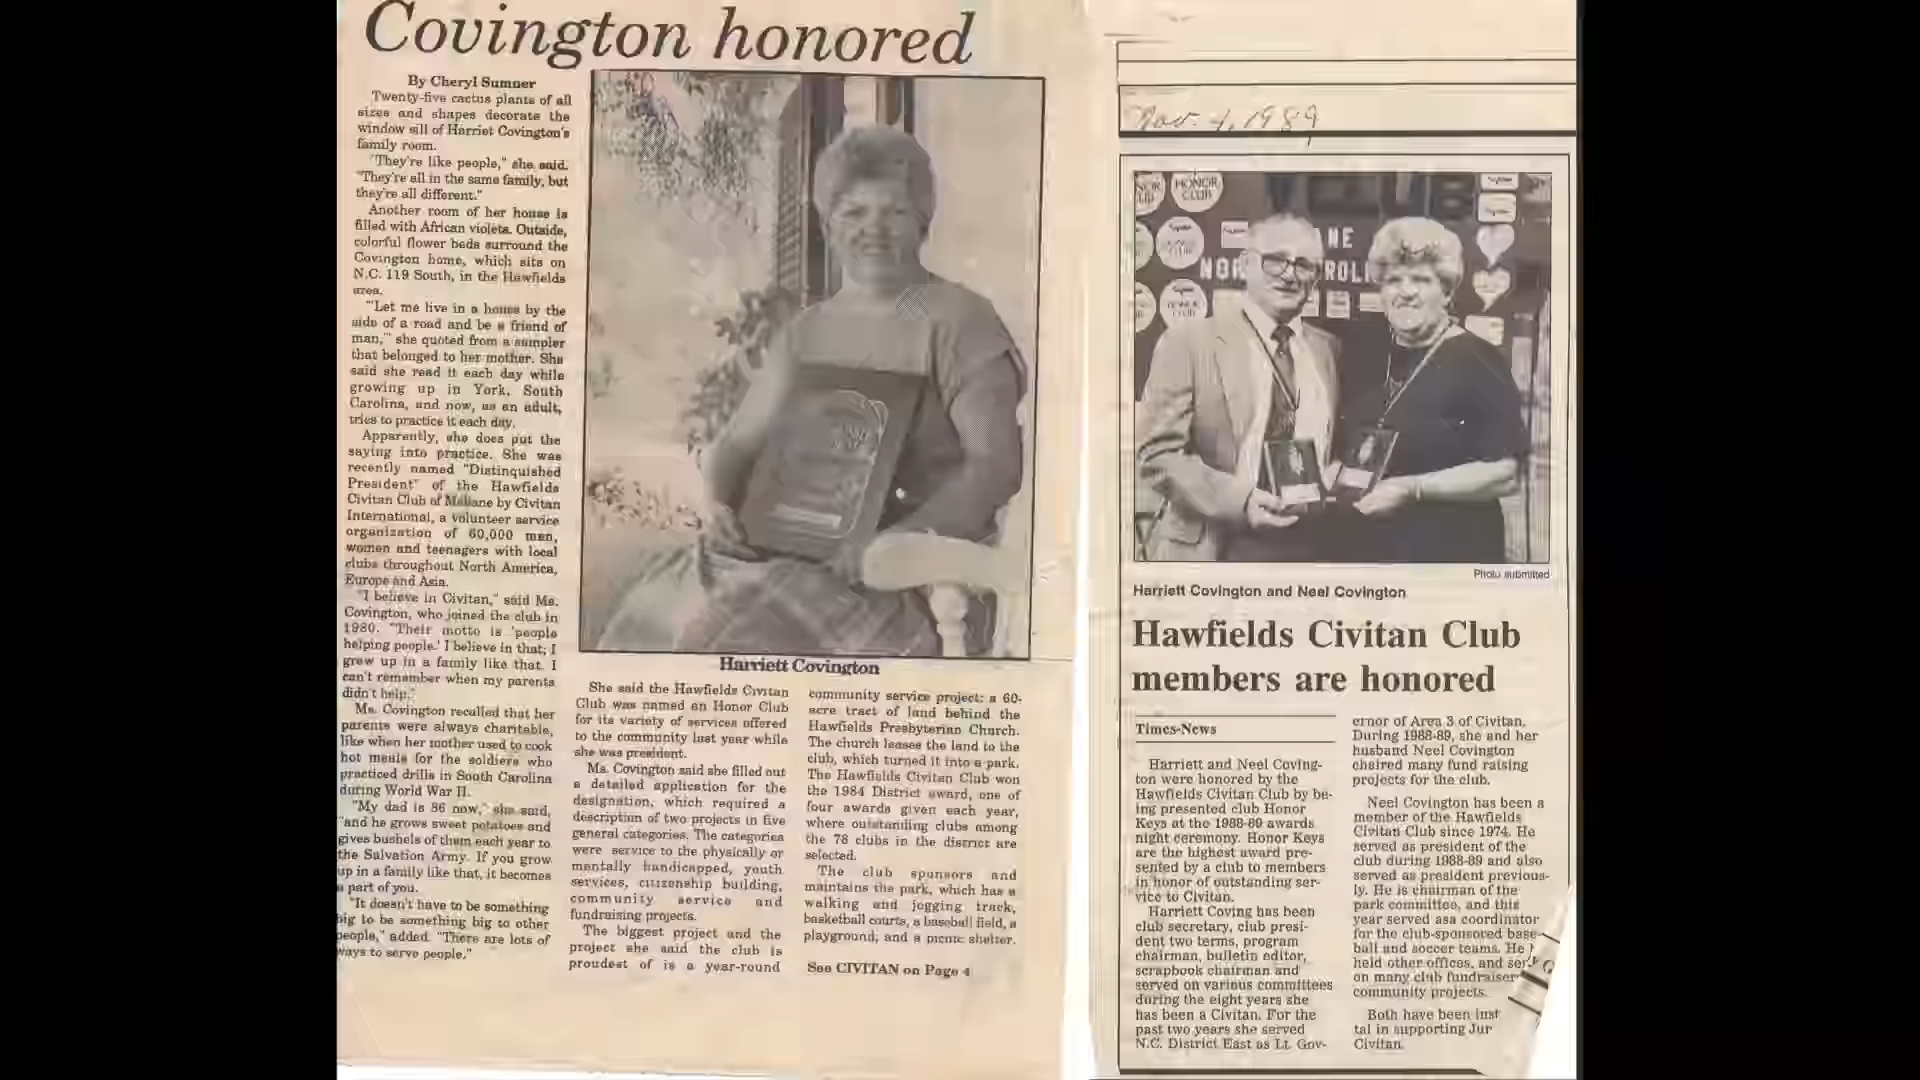 Covington honored
By Cheryl Sumner
Twenty-five cactus plants of all
sizes and shapes decorate the
window sill of Harriet Covington's
family room.
"They're like people," she said.
"They're all in the same family, but
they're all different."
Another room of her house is
filled with African violets. Outside,
colorful flower beds surround the
Covington home, which sits on
N.C. 119 South, in the Hawfields
area.
"'Let me live in a house by the
side of a road and be a friend of
man,'" she quoted from a sampler
that belonged to her mother. She
said she read it each day while
growing up in York, South
Carolina, and now, as an adult,
tries to practice it each day.
Apparently, she does put the
saying into practice. She was
recently named "Distinquished
President" of the Hawfields
Civitan Club of Mebane by Civitan
International, a volunteer service
organization of 60,000 men,
women and teenagers with local
clubs throughout North America,
Europe and Asia.
"I believe in Civitan," said Ms.
Covington, who joined the club in
1980. "Their motto is 'people
helping people.' I believe in that; I
grew up in a family like that. I
can't remember when my parents
didn't help."
Ms. Covington recalled that her
parents were always charitable,
like when her mother used to cook
hot meals for the soldiers who
practiced drills in South Carolina
during World War II.
"My dad is 86 now," she said,
"and he grows sweet potatoes and
gives bushels of them each year to
the Salvation Army. If you grow
up in a family like that, it becomes
a part of you.
"It doesn't have to be something
big to be something big to other
people," added. "There are lots of
ways to serve people."
Harriett Covington
She said the Hawfields Civitan
Club was named an Honor Club
for its variety of services offered
to the community last year while
she was president.
Ms. Covington said she filled out
a detailed application for the
designation, which required a
description of two projects in five
general categories. The categories
were service to the physically or
mentally handicapped, youth
services, citizenship building,
community service and
fundraising projects.
The biggest project and the
project she said the club is
proudest of is a year-round
community service project: a 60-
acre tract of land behind the
Hawfields Presbyterian Church.
The church leases the land to the
club, which turned it into a park.
The Hawfields Civitan Club won
the 1984 District award, one of
four awards given each year,
where outstanding clubs among
the 78 clubs in the district are
selected.
The club sponsors and
maintains the park, which has a
walking and jogging track,
basketball courts, a baseball field, a
playground, and a picnic shelter.
See CIVITAN on Page 4
Nov. 4, 1989
HONOR
CLUB
Photo submitted
Harriett Covington and Neel Covington
Hawfields Civitan Club
members are honored
Times-News
Harriett and Neel Coving-
ton were honored by the
Hawfields Civitan Club by be-
ing presented club Honor
Keys at the 1988-89 awards
night ceremony. Honor Keys
are the highest award pre-
sented by a club to members
in honor of outstanding ser-
vice to Civitan.
Harriett Coving has been
club secretary, club presi-
dent two terms, program
chairman, bulletin editor,
scrapbook chairman and
served on various committees
during the eight years she
has been a Civitan. For the
past two years she served
N.C. District East as Lt. Gov-
ernor of Area 3 of Civitan.
During 1988-89, she and her
husband Neel Covington
chaired many fund raising
projects for the club.
Neel Covington has been a
member of the Hawfields
Civitan Club since 1974. He
served as president of the
club during 1988-89 and also
served as president previous-
ly. He is chairman of the
park committee, and this
year served asa coordinator
for the club-sponsored base-
ball and soccer teams. He
held other offices, and
on many club fundraiser
community projects.
Both have been inst
tal in supporting Jur
Civitan.